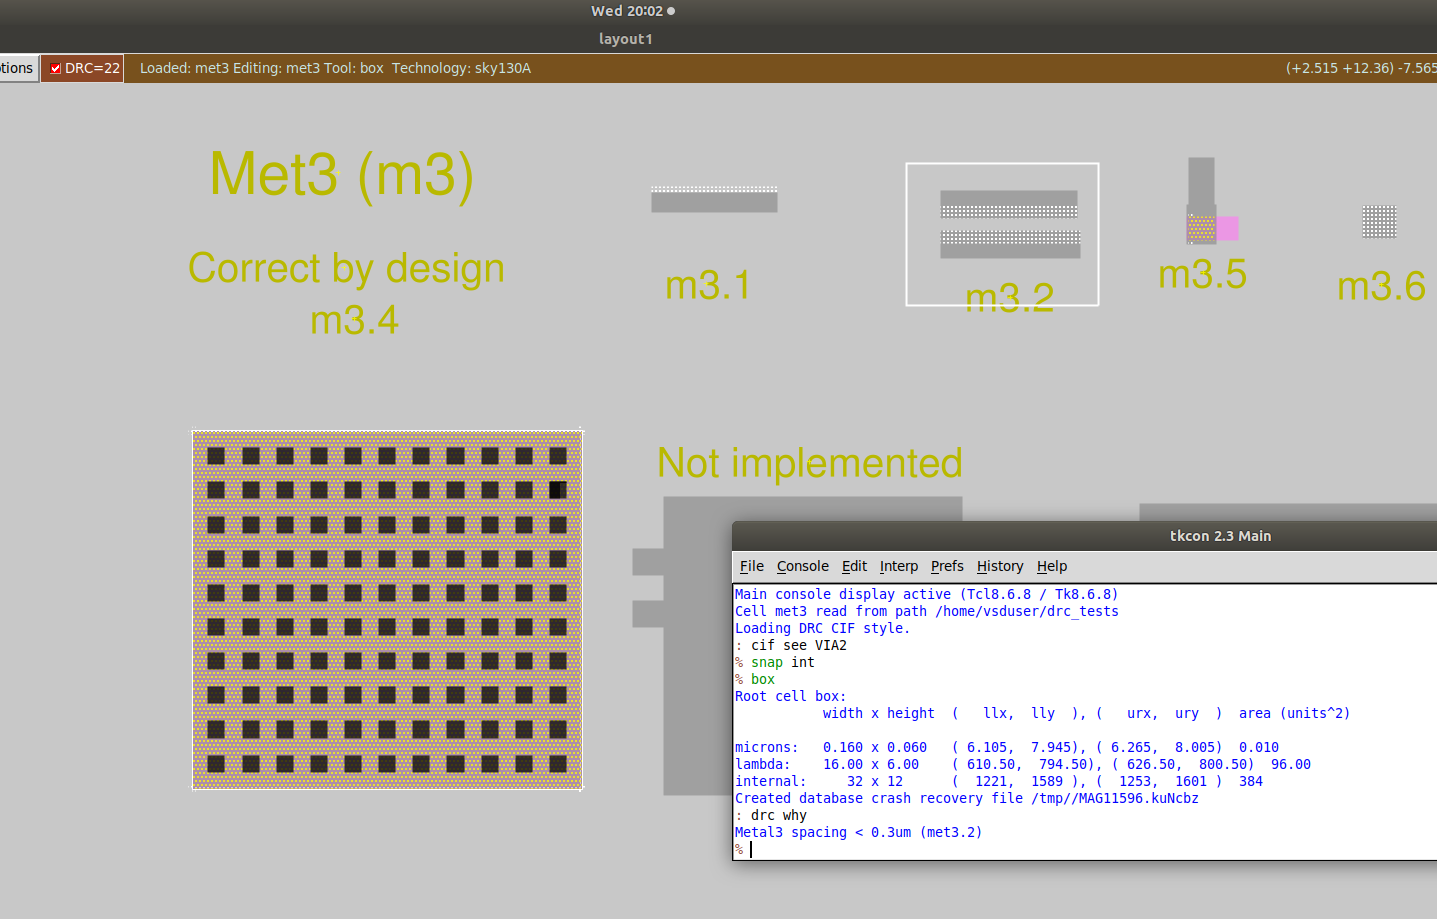 Wed 20:02
layout1
tions DRC=22 Loaded: met3 Editing: met3 Tool: box Technology: sky130A (+2.515 +12.36) -7.565
Met3 (m3)
Correct by design
m3.4
m3.1
m3.2
m3.5
m3.6
Not implemented
tkcon 2.3 Main
File Console Edit Interp Prefs History Help
Main console display active (Tcl8.6.8 / Tk8.6.8)
Cell met3 read from path /home/vsduser/drc_tests
Loading DRC CIF style.
: cif see VIA2
% snap int
% box
Root cell box:
width x height ( llx, lly ), ( urx, ury ) area (units^2)
microns: 0.160 x 0.060 ( 6.105, 7.945), ( 6.265, 8.005) 0.010
lambda: 16.00 x 6.00 ( 610.50, 794.50), ( 626.50, 800.50) 96.00
internal: 32 x 12 ( 1221, 1589 ), ( 1253, 1601 ) 384
Created database crash recovery file /tmp//MAG11596.kuNcbz
: drc why
Metal3 spacing < 0.3um (met3.2)
%